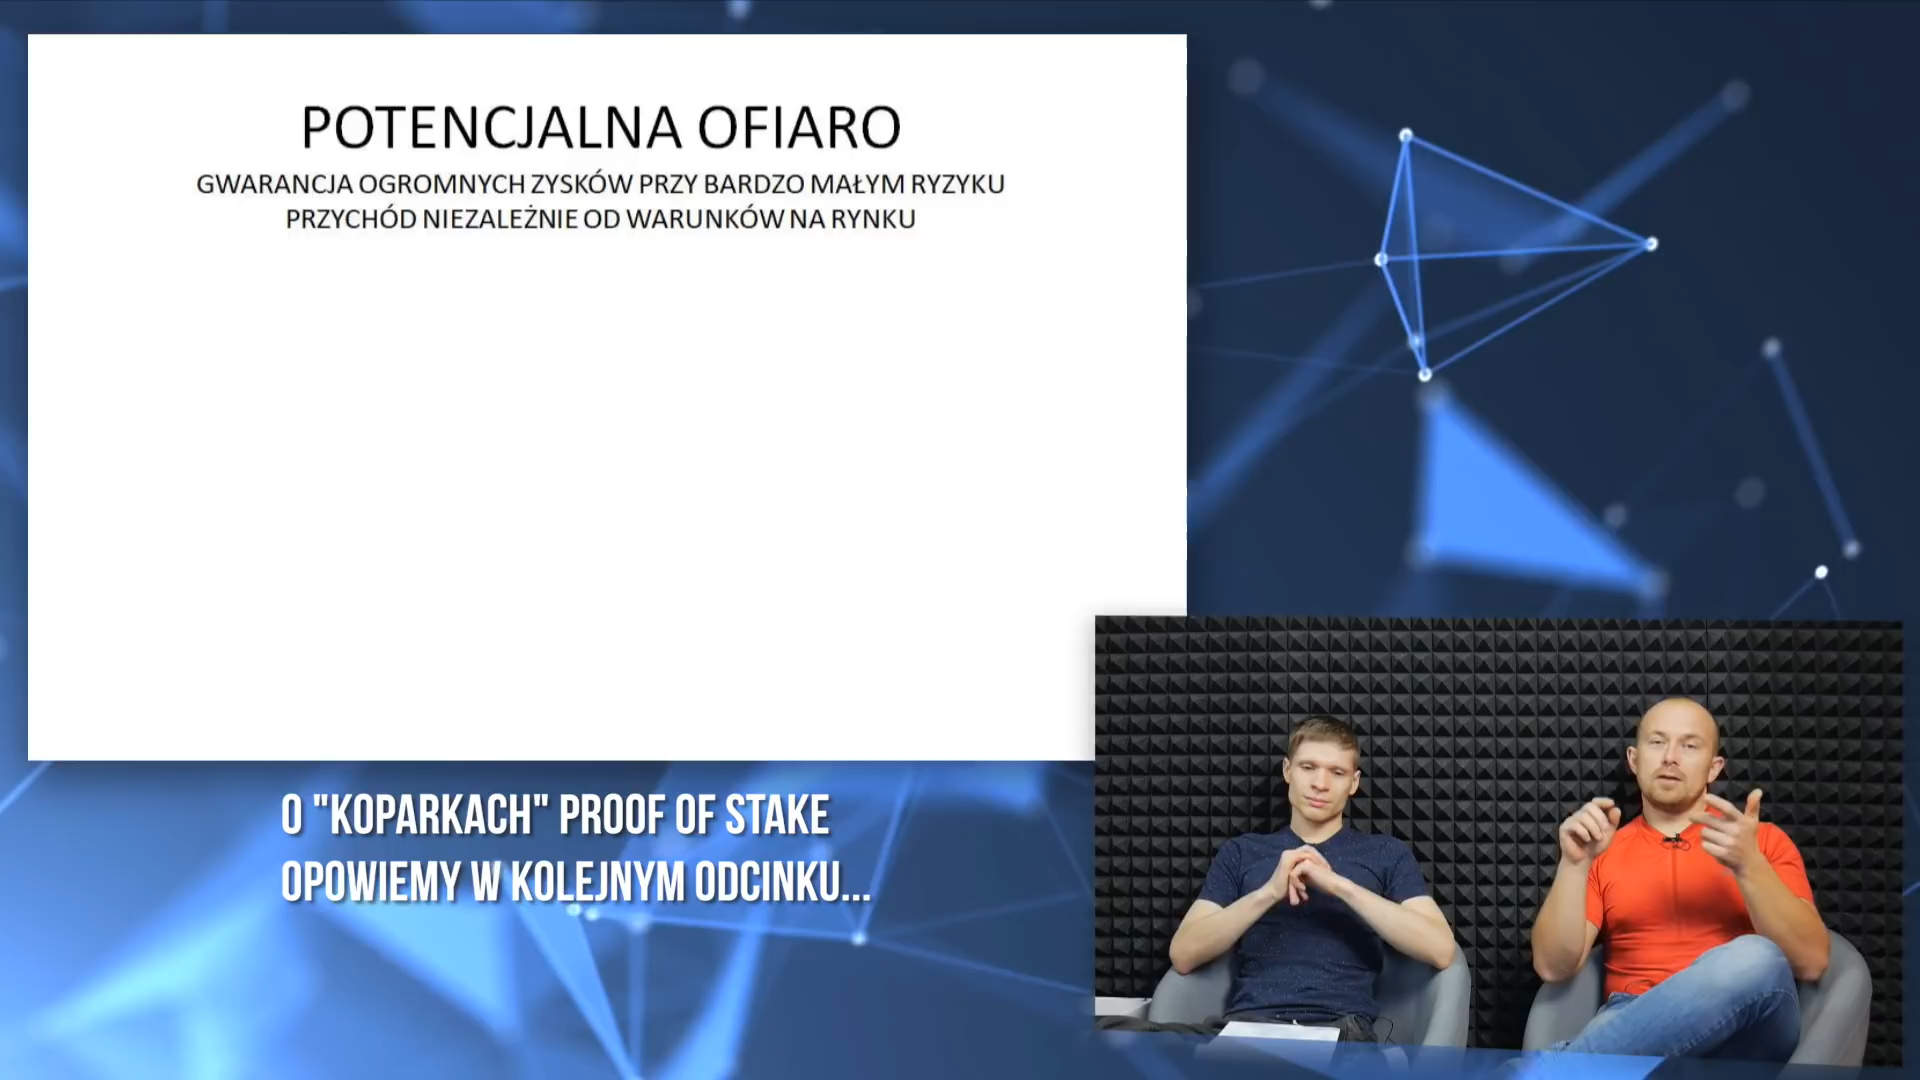 POTENCJALNA OFIARO
GWARANCJA OGROMNYCH ZYSKÓW PRZY BARDZO MAŁYM RYZYKU
PRZYCHÓD NIEZALEŻNIE OD WARUNKÓW NA RYNKU
O "KOPARKACH" PROOF OF STAKE
OPOWIEMY W KOLEJNYM ODCINKU...